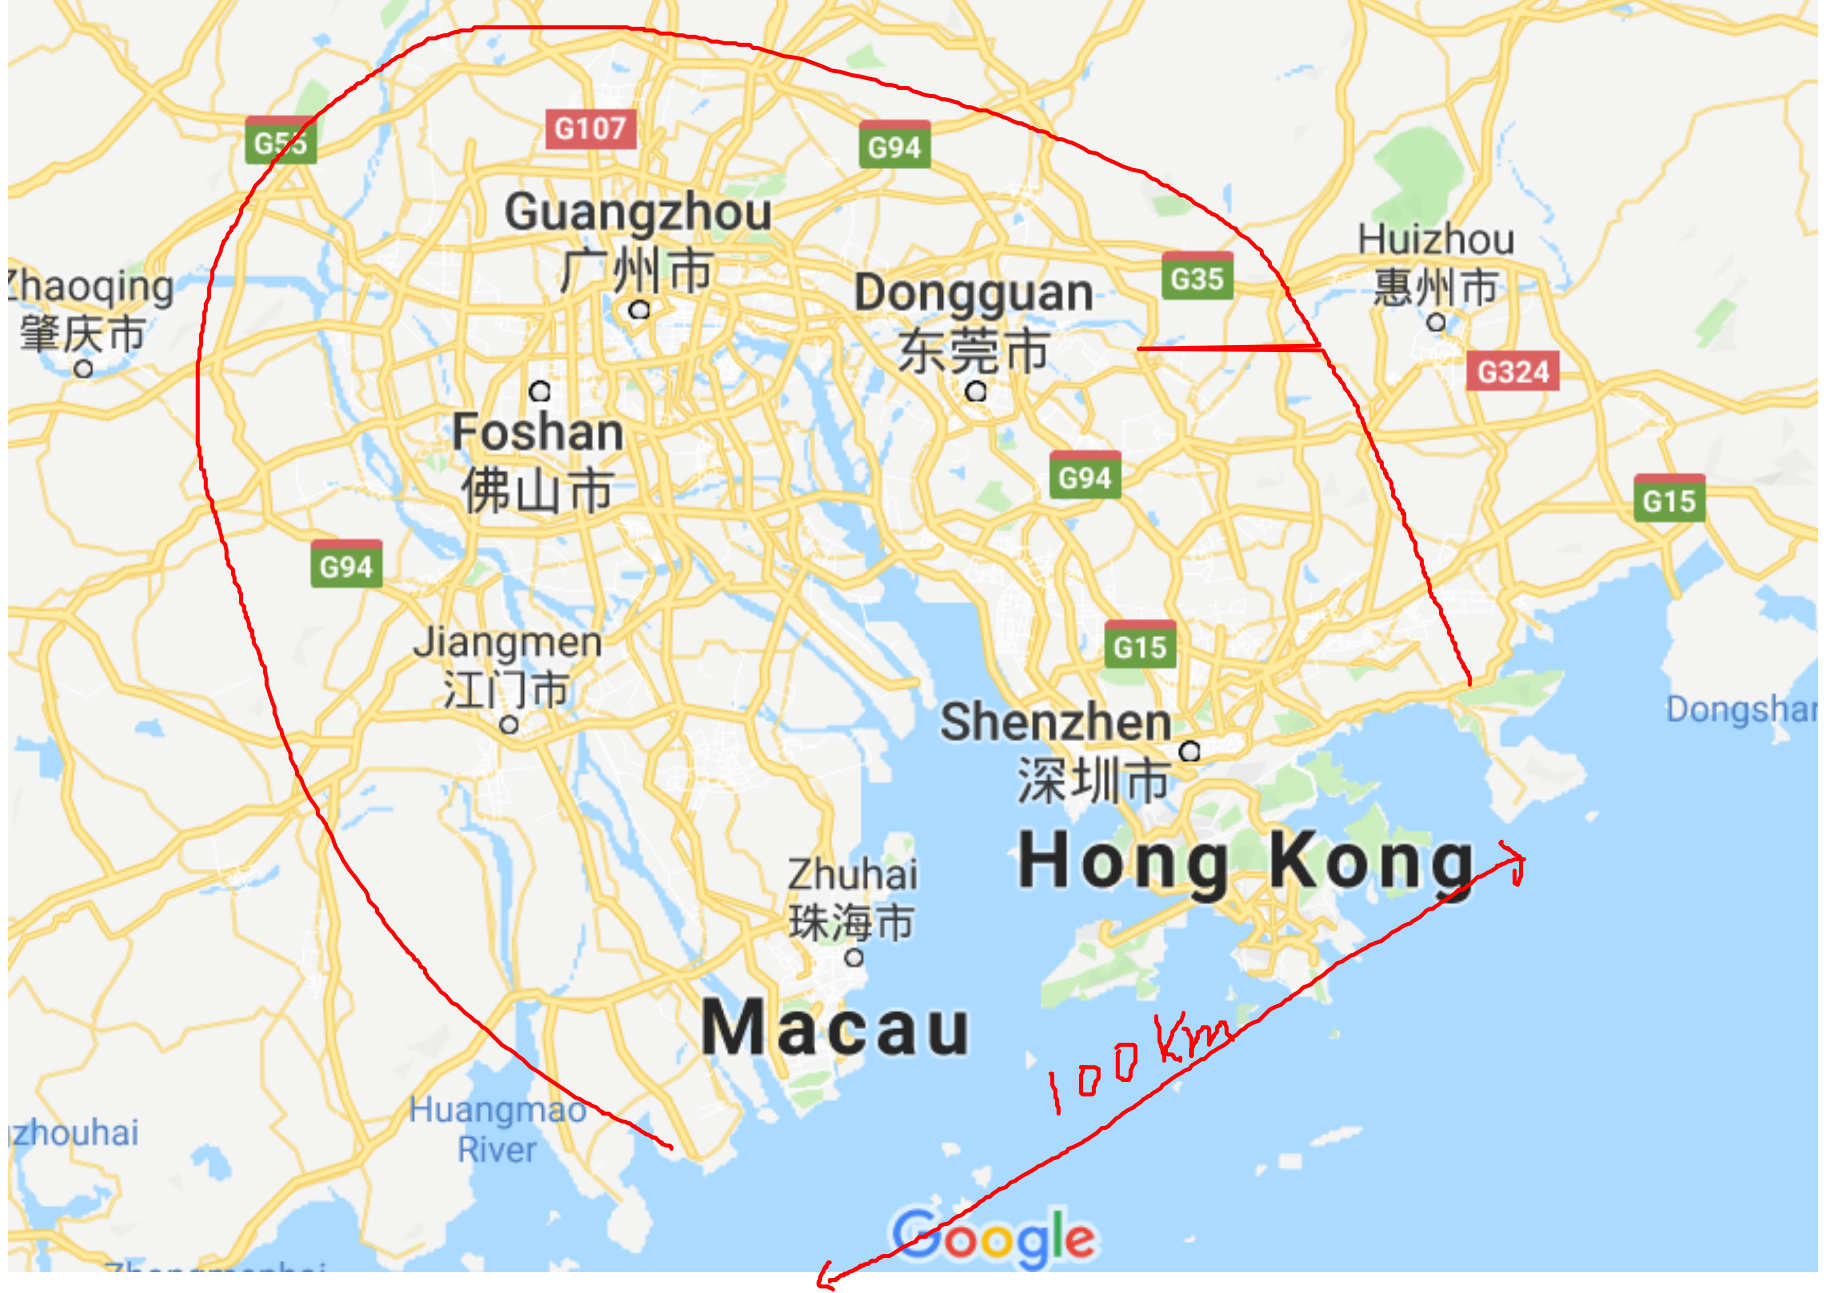 G55
G107
G94
Guangzhou
广州市
Huizhou
惠州市
G35
Zhaoqing
肇庆市
Dongguan
东莞市
G324
Foshan
佛山市
G94
G15
G94
Jiangmen
江门市
G15
Shenzhen
深圳市
Hong Kong
Zhuhai
珠海市
Macau
100 Km
Huangmao
River
Google